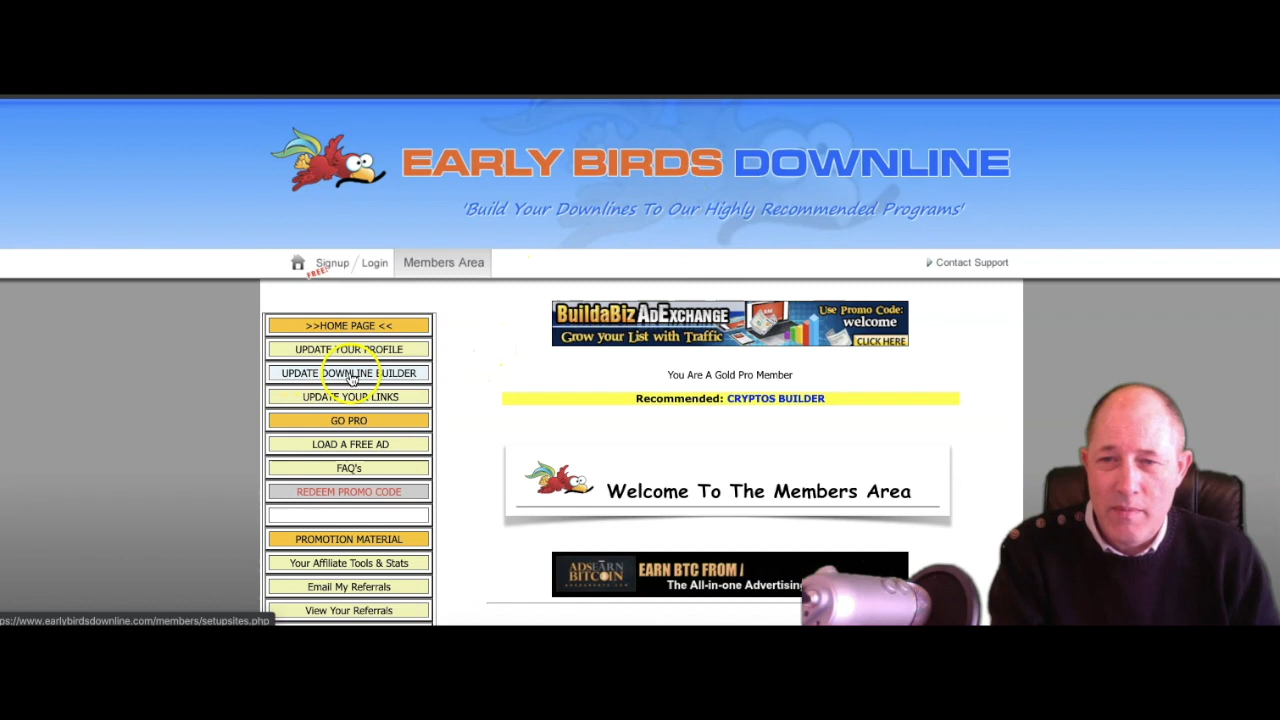 EARLY BIRDS DOWNLINE
'Build Your Downlines To Our Highly Recommended Programs'
Signup
FREE!
Login
Members Area
Contact Support
>>HOME PAGE <<
UPDATE YOUR PROFILE
UPDATE DOWNLINE BUILDER
UPDATE YOUR LINKS
GO PRO
LOAD A FREE AD
FAQ's
REDEEM PROMO CODE
PROMOTION MATERIAL
Your Affiliate Tools & Stats
Email My Referrals
View Your Referrals
BuildaBiz AdExchange
Grow your List with Traffic
Use Promo Code:
welcome
CLICK HERE
You Are A Gold Pro Member
Recommended: CRYPTOS BUILDER
Welcome To The Members Area
ADSEARN
BITCOIN
EARN BTC FROM
The All-in-one Advertising
ps://www.earlybirdsdownline.com/members/setupsites.php